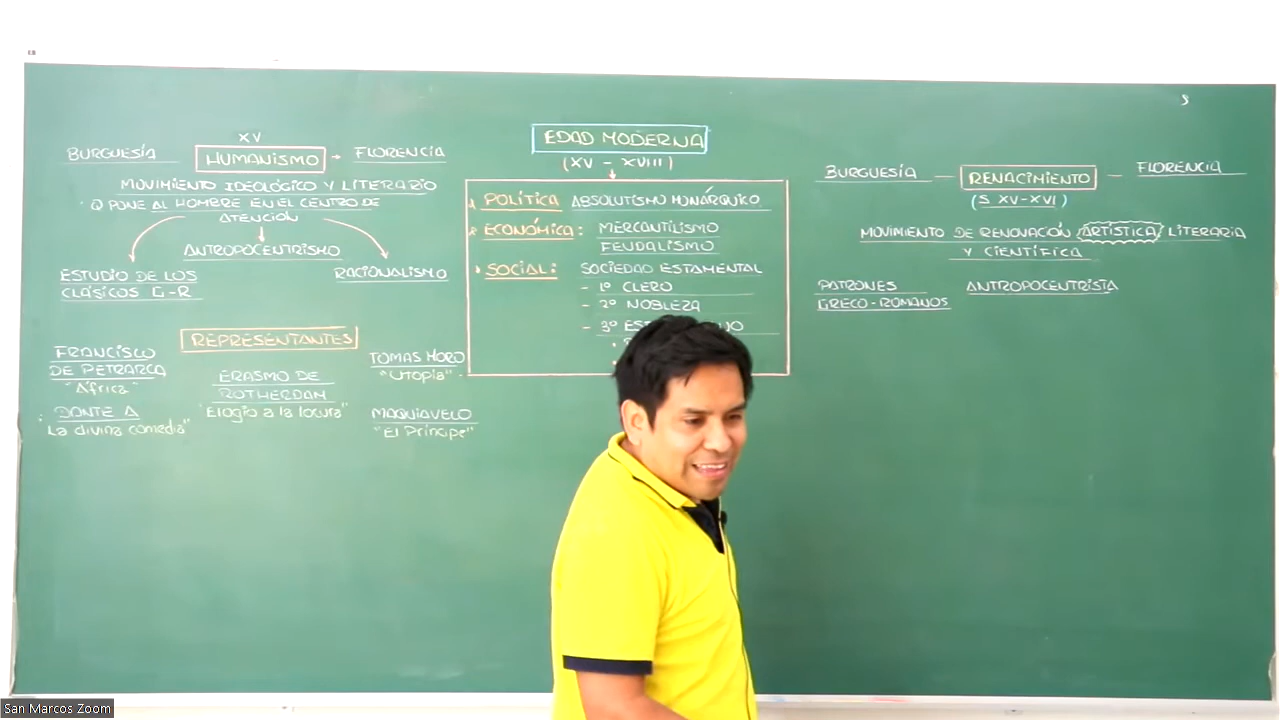 XV
BURGUESÍA HUMANISMO → FLORENCIA
MOVIMIENTO IDEOLÓGICO Y LITERARIO
Q PONE AL HOMBRE EN EL CENTRO DE
ATENCIÓN
ANTROPOCENTRISMO
ESTUDIO DE LOS
CLÁSICOS G-R
RACIONALISMO
REPRESENTANTES
FRANCISCO
DE PETRARCA
"África"
DONTE A
"La divina comedia"
ERASMO DE
ROTHERDAM
"Elogio a la locura"
TOMAS MORO
"Utopía"
MAQUIAVELO
"El Príncipe"
EDAD MODERNA
(XV - XVIII)
POLÍTICA ABSOLUTISMO MONÁRQUICO
ECONÓMICA: MERCANTILISMO
FEUDALISMO
SOCIAL: SOCIEDAD ESTAMENTAL
- 1º CLERO
- 2º NOBLEZA
- 3º
BURGUESÍA — RENACIMIENTO — FLORENCIA
(S XV-XVI)
MOVIMIENTO DE RENOVACIÓN ARTÍSTICA LITERARIA
Y CIENTÍFICA
PATRONES
GRECO-ROMANOS
ANTROPOCENTRISTA
San Marcos Zoom